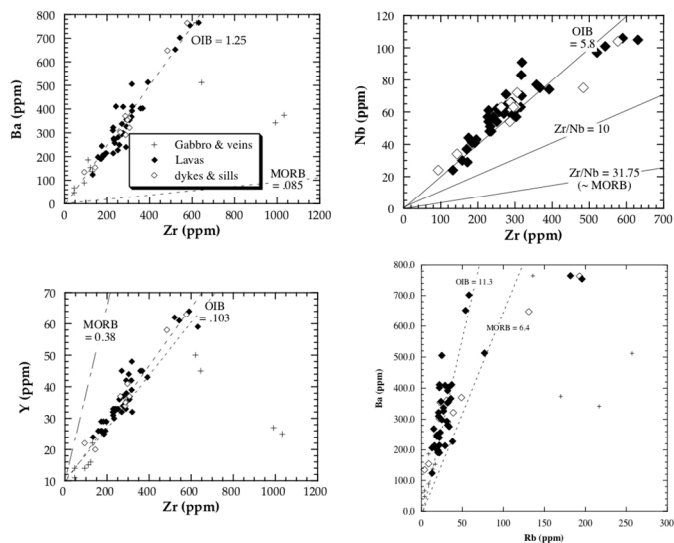 800
700
600
500
400
300
200
100
0
Ba (ppm)
OIB = 1.25
Gabbro & veins
Lavas
dykes & sills
MORB
= .085
0 200 400 600 800 1000 1200
Zr (ppm)
120
100
80
60
40
20
0
Nb (ppm)
OIB
= 5.8
Zr/Nb = 10
Zr/Nb = 31.75
(~ MORB)
0 100 200 300 400 500 600 700
Zr (ppm)
70
60
50
40
30
20
10
Y (ppm)
MORB
= 0.38
OIB
= .103
0 200 400 600 800 1000 1200
Zr (ppm)
800.0
700.0
600.0
500.0
400.0
300.0
200.0
100.0
0.0
Ba (ppm)
OIB = 11.3
MORB = 6.4
0 50 100 150 200 250 300
Rb (ppm)